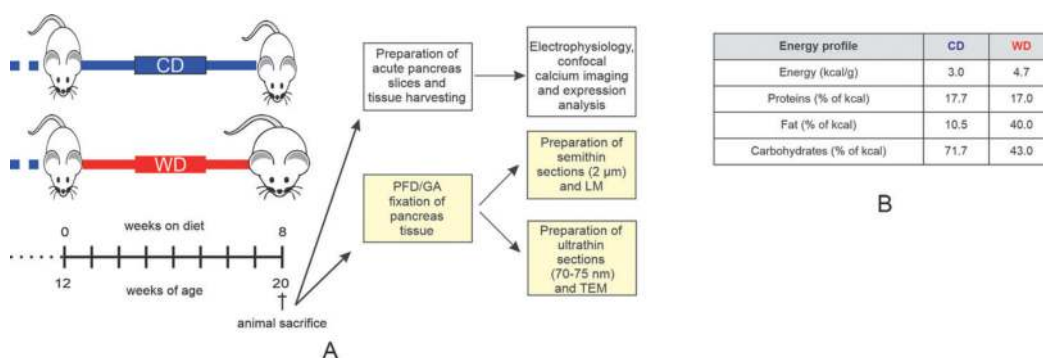 CD
WD
0
weeks on diet
8
12
weeks of age
20
†
animal sacrifice
Preparation of
acute pancreas
slices and
tissue harvesting
Electrophysiology,
confocal
calcium imaging
and expression
analysis
PFD/GA
fixation of
pancreas
tissue
Preparation of
semithin
sections (2 µm)
and LM
Preparation of
ultrathin
sections
(70-75 nm)
and TEM
A
Energy profile CD WD
Energy (kcal/g) 3.0 4.7
Proteins (% of kcal) 17.7 17.0
Fat (% of kcal) 10.5 40.0
Carbohydrates (% of kcal) 71.7 43.0
B